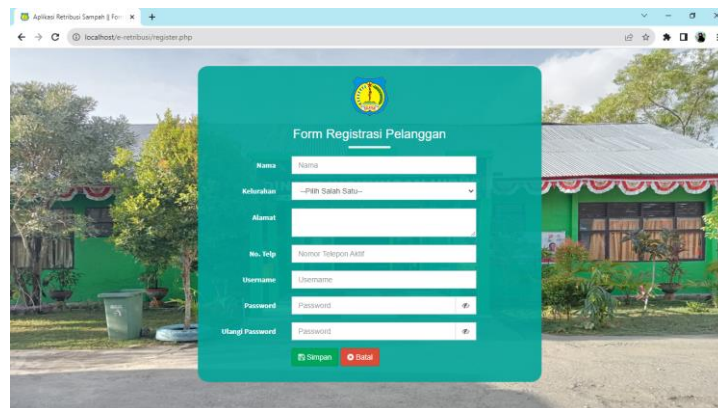 Aplikasi Retribusi Sampah || For
localhost/e-retribusi/register.php
Form Registrasi Pelanggan
Nama
Nama
Kelurahan
--Pilih Salah Satu--
Alamat
No. Telp
Nomor Telepon Aktif
Username
Username
Password
Password
Ulangi Password
Password
Simpan
Batal